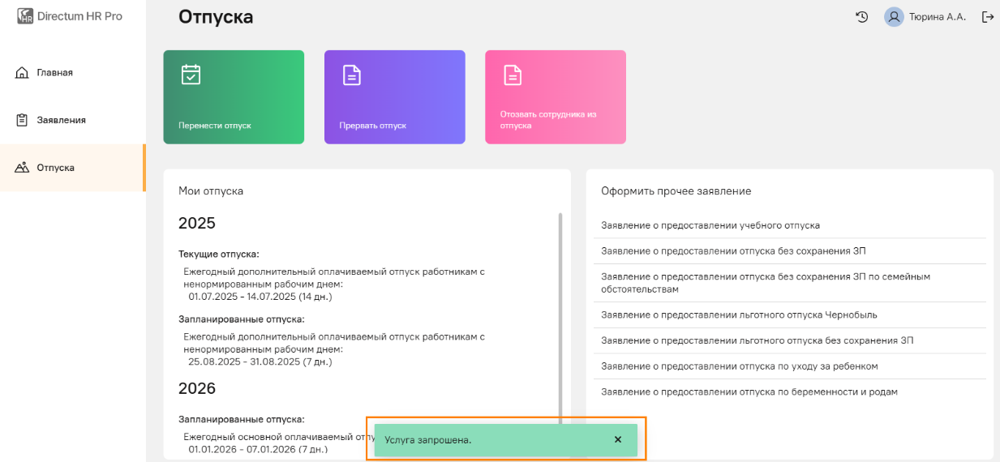 HR Directum HR Pro
Отпуска
Тюрина А.А.
Главная
Заявления
Отпуска
Перенести отпуск
Прервать отпуск
Отозвать сотрудника из
отпуска
Мои отпуска
2025
Текущие отпуска:
Ежегодный дополнительный оплачиваемый отпуск работникам с
ненормированным рабочим днем:
01.07.2025 - 14.07.2025 (14 дн.)
Запланированные отпуска:
Ежегодный дополнительный оплачиваемый отпуск работникам с
ненормированным рабочим днем:
25.08.2025 - 31.08.2025 (7 дн.)
2026
Запланированные отпуска:
Ежегодный основной оплачиваемый
01.01.2026 - 07.01.2026 (7 дн.)
Оформить прочее заявление
Заявление о предоставлении учебного отпуска
Заявление о предоставлении отпуска без сохранения ЗП
Заявление о предоставлении отпуска без сохранения ЗП по семейным
обстоятельствам
Заявление о предоставлении льготного отпуска Чернобыль
Заявление о предоставлении льготного отпуска без сохранения ЗП
Заявление о предоставлении отпуска по уходу за ребенком
Заявление о предоставлении отпуска по беременности и родам
Услуга запрошена.